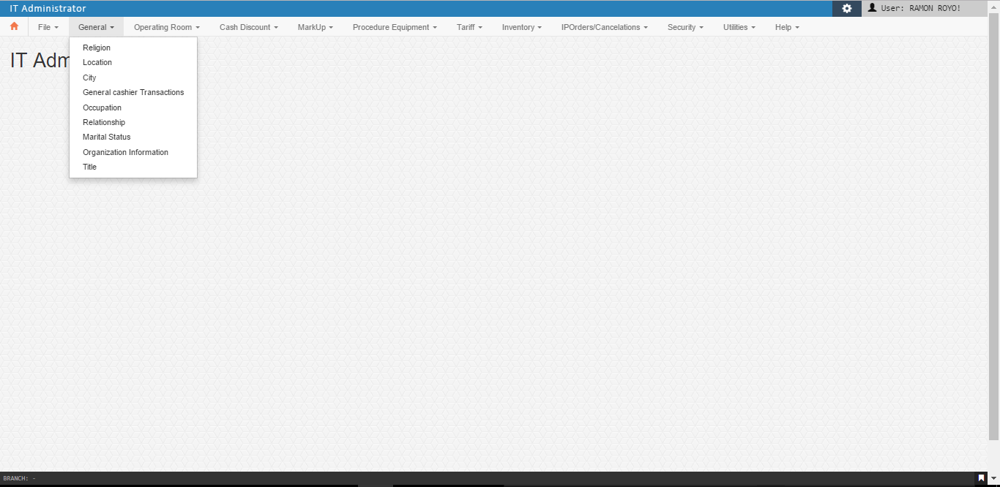 IT Administrator User: RAMON ROYO!
File General Operating Room Cash Discount MarkUp Procedure Equipment Tariff Inventory IPOrders/Cancelations Security Utilities Help
IT Adm
Religion
Location
City
General cashier Transactions
Occupation
Relationship
Marital Status
Organization Information
Title
BRANCH: -